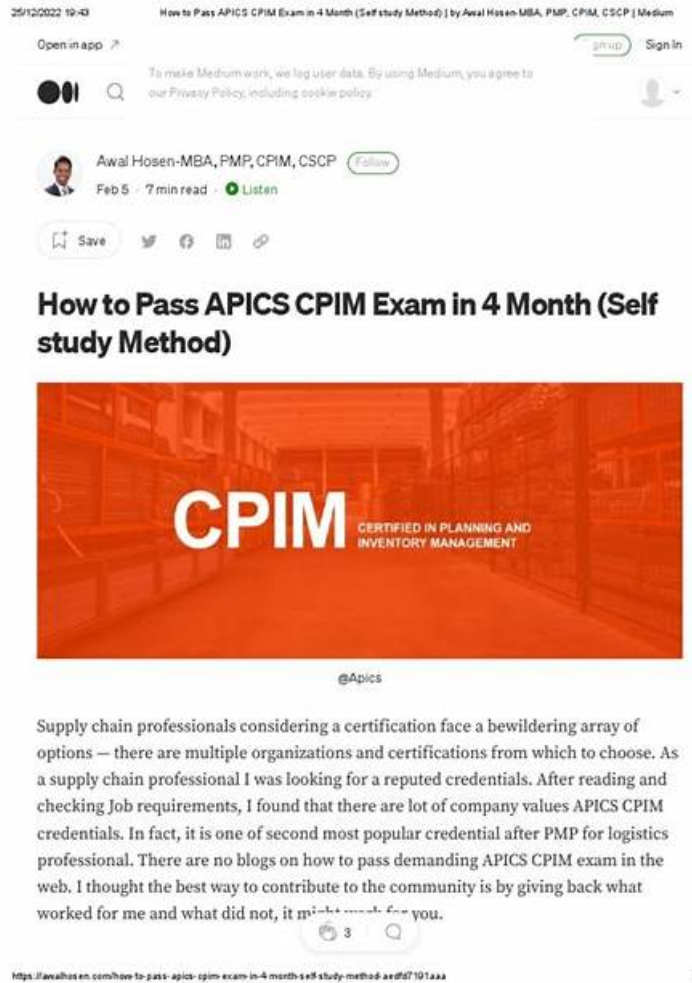 25/12/2022 19:43 How to Pass APICS CPIM Exam in 4 Month (Self study Method) | by Awal Hosen-MBA, PMP, CPIM, CSCP | Medium
Open in app Sign In
To make Medium work, we log user data. By using Medium, you agree to
our Privacy Policy, including cookie policy.
Awal Hosen-MBA, PMP, CPIM, CSCP Follow
Feb 5 · 7 min read · Listen
Save
How to Pass APICS CPIM Exam in 4 Month (Self
study Method)
CPIM CERTIFIED IN PLANNING AND
INVENTORY MANAGEMENT
@Apics
Supply chain professionals considering a certification face a bewildering array of
options — there are multiple organizations and certifications from which to choose. As
a supply chain professional I was looking for a reputed credentials. After reading and
checking Job requirements, I found that there are lot of company values APICS CPIM
credentials. In fact, it is one of second most popular credential after PMP for logistics
professional. There are no blogs on how to pass demanding APICS CPIM exam in the
web. I thought the best way to contribute to the community is by giving back what
worked for me and what did not, it you.
3
https://awalhosen.com/how-to-pass-apics-cpim-exam-in-4-month-self-study-method-aedfd7191aaa